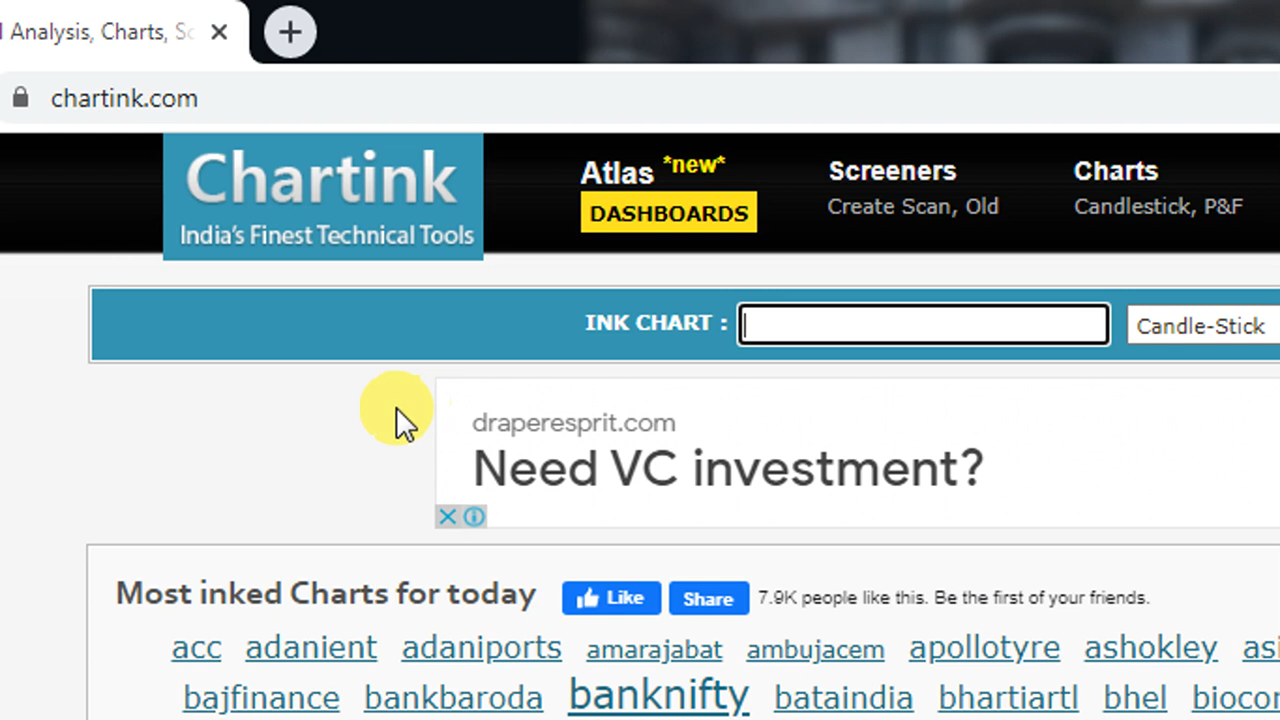 Analysis, Charts,
chartink.com
Chartink
India's Finest Technical Tools
Atlas *new*
DASHBOARDS
Screeners
Create Scan, Old
Charts
Candlestick, P&F
INK CHART :
Candle-Stick
draperesprit.com
Need VC investment?
Most inked Charts for today Like Share 7.9K people like this. Be the first of your friends.
acc adanient adaniports amarajabat ambujacem apollotyre ashokley
bajfinance bankbaroda banknifty bataindia bhartiartl bhel